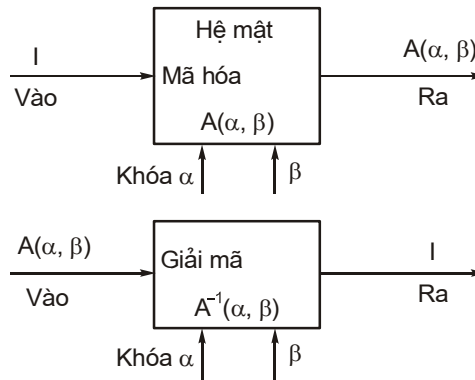 Hệ mật
I
A(α, β)
Mã hóa
Vào
Ra
A(α, β)
Khóa α
β
A(α, β)
Giải mã
I
Vào
Ra
A⁻¹(α, β)
Khóa α
β